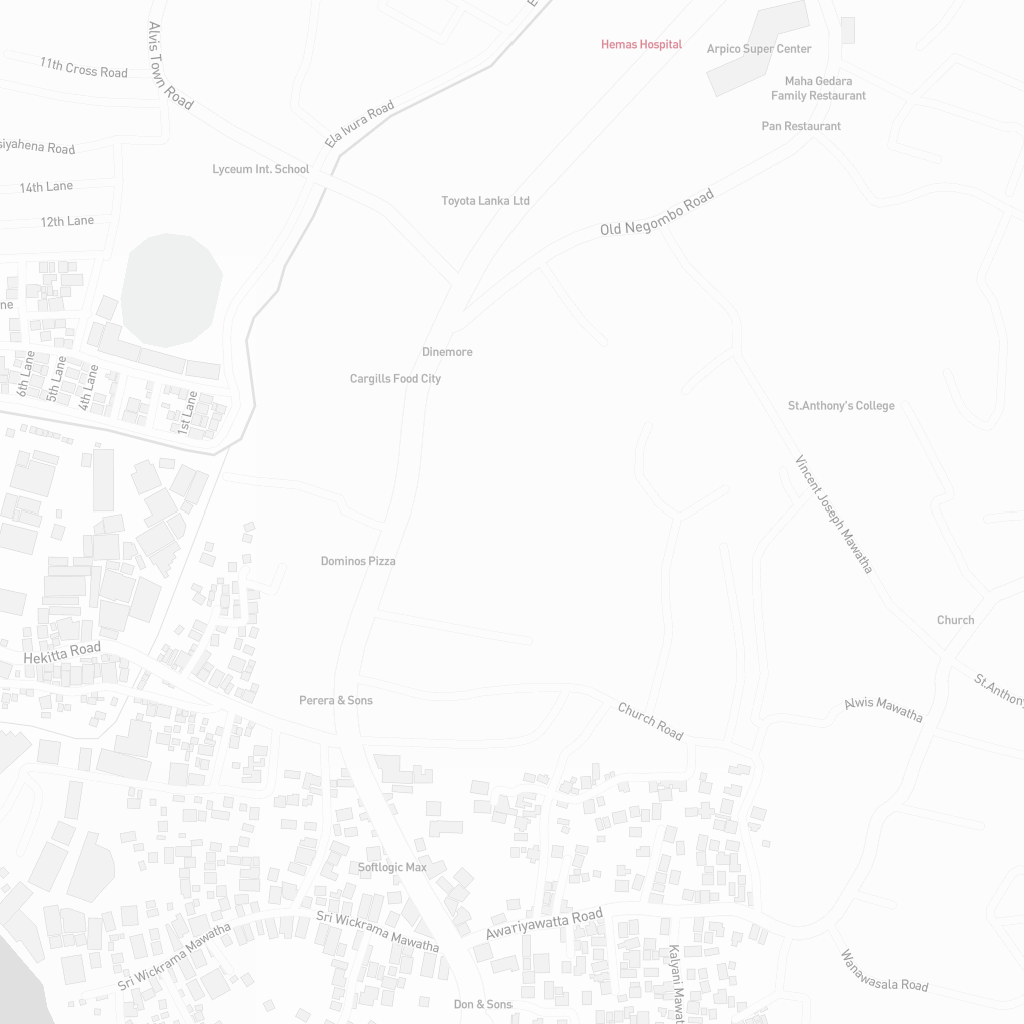 Alvis Town Road
11th Cross Road
Ela Ivura Road
Hemas Hospital
Arpico Super Center
Maha Gedara
Family Restaurant
Pan Restaurant
siyahena Road
14th Lane
12th Lane
Lyceum Int. School
Toyota Lanka Ltd
Old Negombo Road
ne
6th Lane
5th Lane
4th Lane
1st Lane
Dinemore
Cargills Food City
St.Anthony's College
Vincent Joseph Mawatha
Dominos PIzza
Church
Hekitta Road
Perera & Sons
Church Road
Alwis Mawatha
St.Anthony
Softlogic Max
Sri Wickrama Mawatha
Sri Wickrama Mawatha
Awariyawatta Road
Kalyani Mawat
Wanawasala Road
Don & Sons